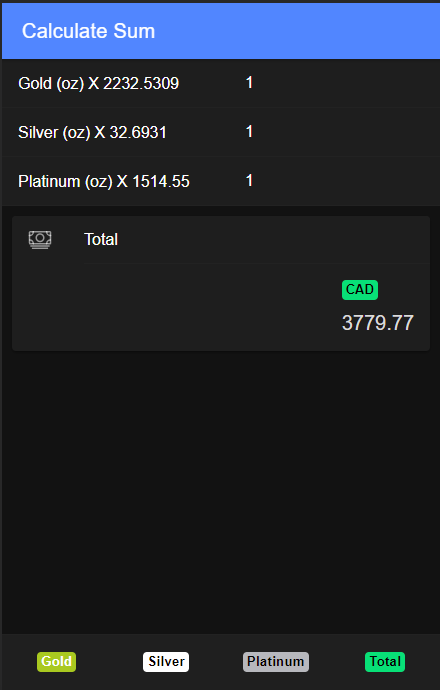 Calculate Sum
Gold (oz) X 2232.5309 1
Silver (oz) X 32.6931 1
Platinum (oz) X 1514.55 1
Total
CAD
3779.77
Gold Silver Platinum Total